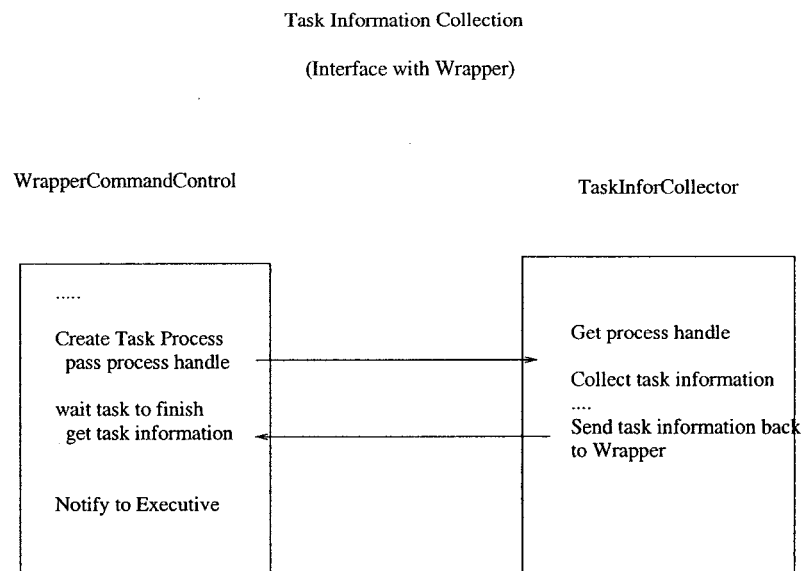 Task Information Collection
(Interface with Wrapper)
WrapperCommandControl
TaskInforCollector
.....
Create Task Process
pass process handle
wait task to finish
get task information
Notify to Executive
Get process handle
Collect task information
....
Send task information back
to Wrapper